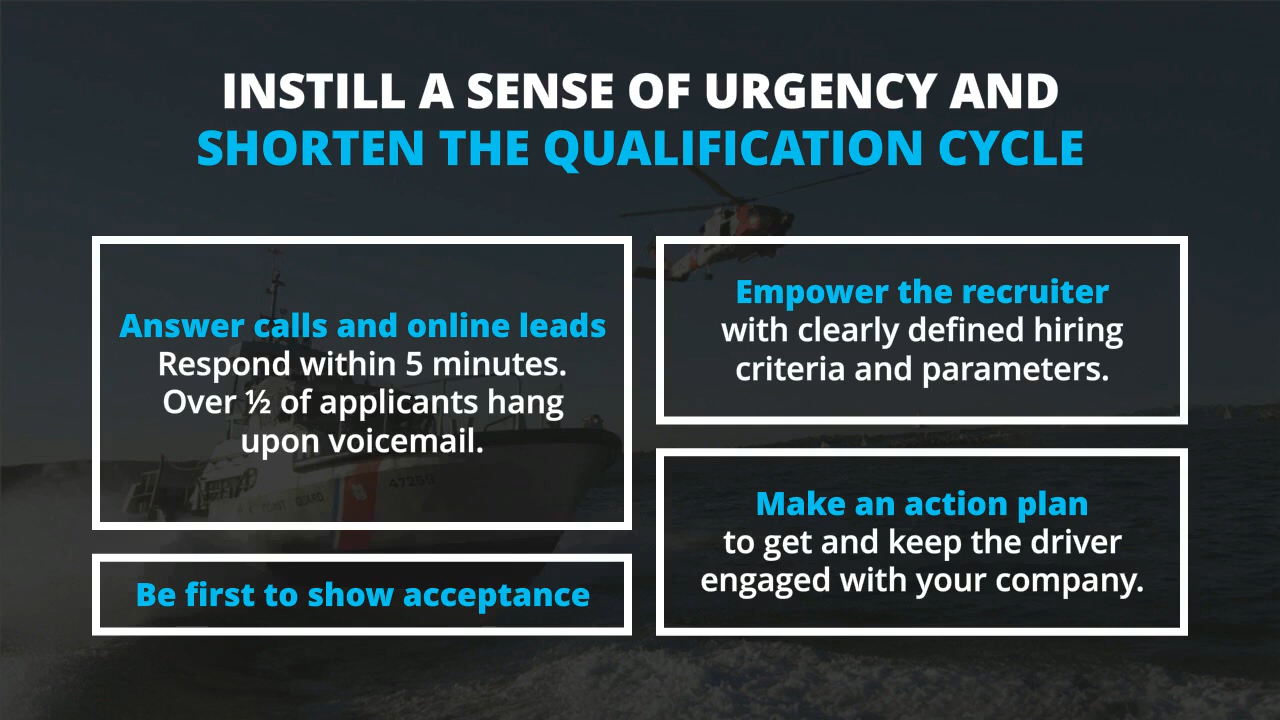 INSTILL A SENSE OF URGENCY AND
SHORTEN THE QUALIFICATION CYCLE
Answer calls and online leads
Respond within 5 minutes.
Over ½ of applicants hang
upon voicemail.
Be first to show acceptance
Empower the recruiter
with clearly defined hiring
criteria and parameters.
Make an action plan
to get and keep the driver
engaged with your company.
GUARD
47259